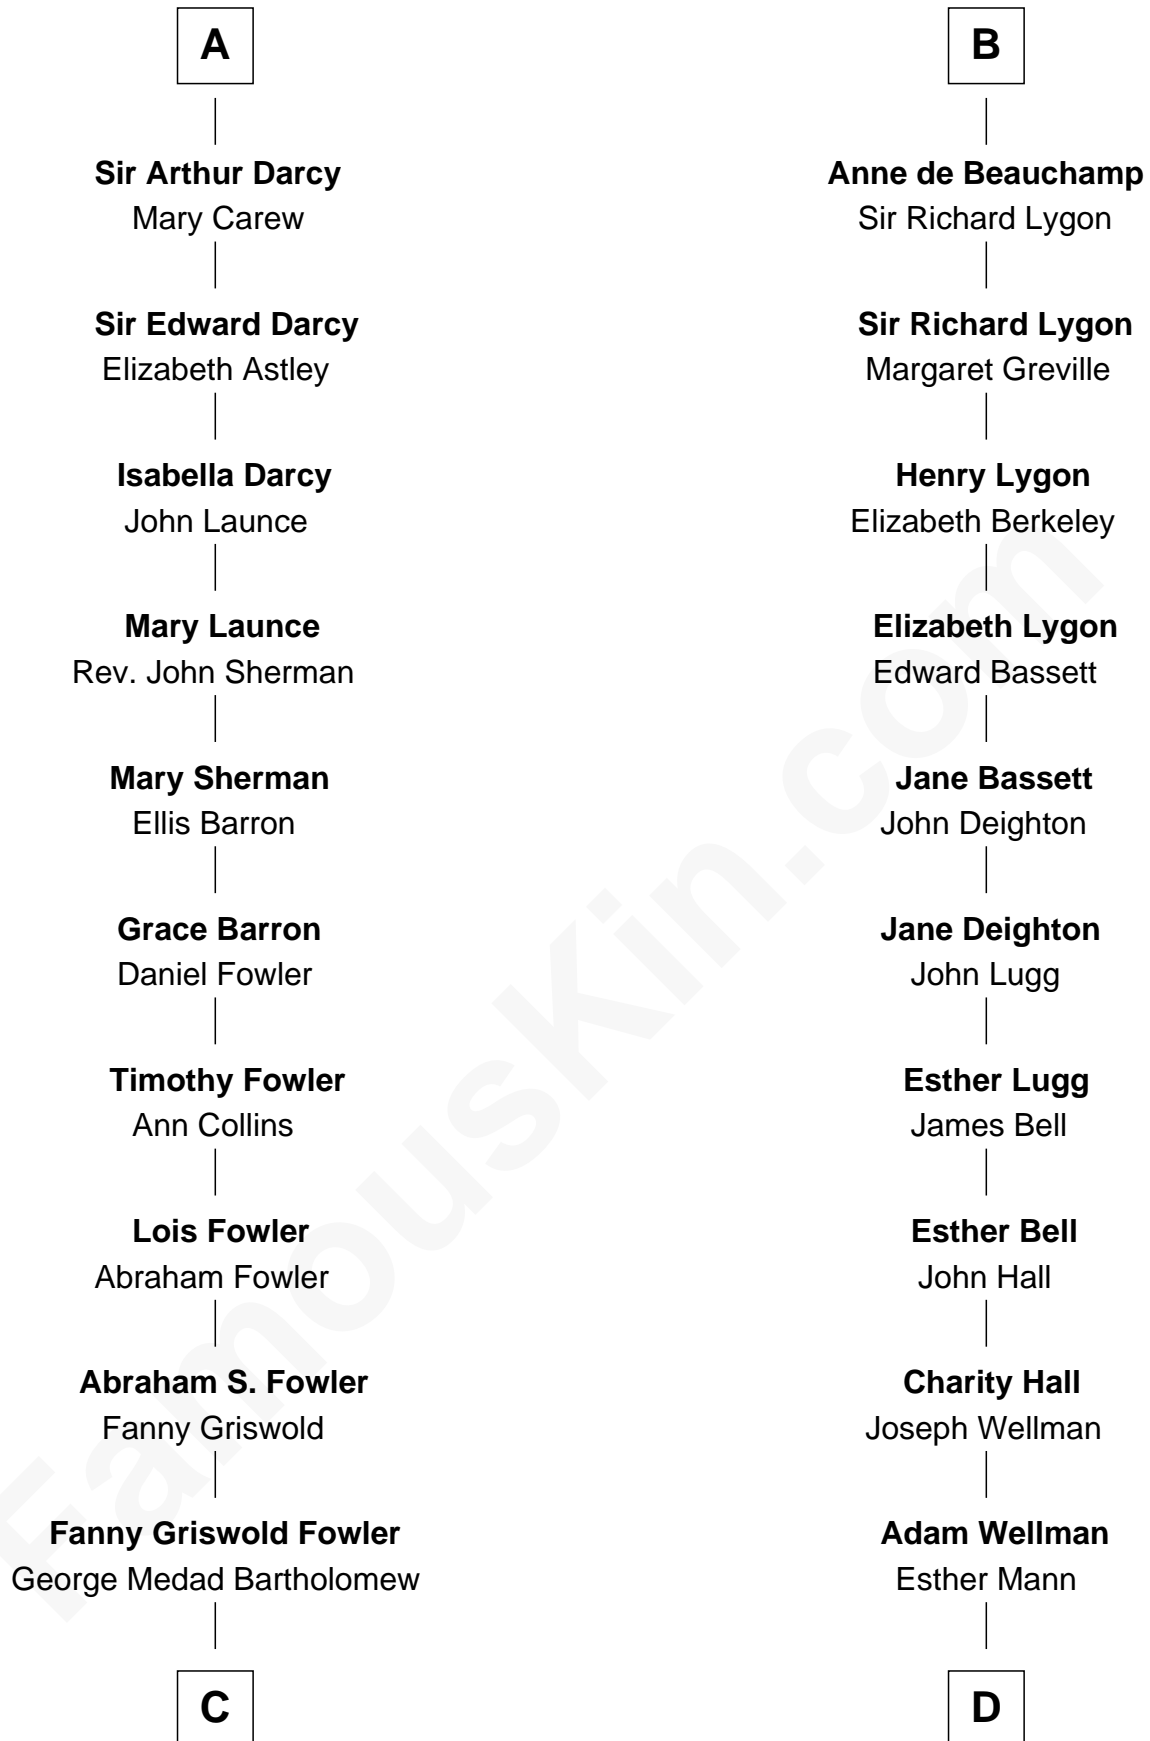 A
Sir Arthur Darcy
Mary Carew
Sir Edward Darcy
Elizabeth Astley
Isabella Darcy
John Launce
Mary Launce
Rev. John Sherman
Mary Sherman
Ellis Barron
Grace Barron
Daniel Fowler
Timothy Fowler
Ann Collins
Lois Fowler
Abraham Fowler
Abraham S. Fowler
Fanny Griswold
Fanny Griswold Fowler
George Medad Bartholomew
C
B
Anne de Beauchamp
Sir Richard Lygon
Sir Richard Lygon
Margaret Greville
Henry Lygon
Elizabeth Berkeley
Elizabeth Lygon
Edward Bassett
Jane Bassett
John Deighton
Jane Deighton
John Lugg
Esther Lugg
James Bell
Esther Bell
John Hall
Charity Hall
Joseph Wellman
Adam Wellman
Esther Mann
D
FamousKin.com